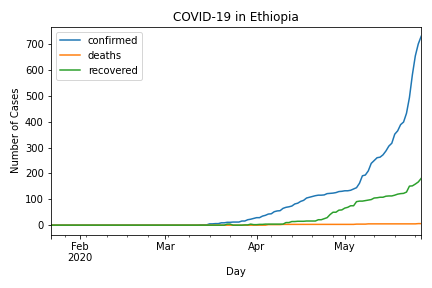 COVID-19 in Ethiopia
confirmed
deaths
recovered
Number of Cases
700
600
500
400
300
200
100
0
Feb
2020
Mar
Apr
May
Day